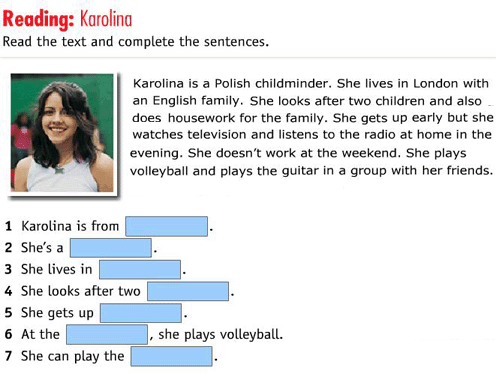 Reading: Karolina
Read the text and complete the sentences.
Karolina is a Polish childminder. She lives in London with
an English family. She looks after two children and also
does housework for the family. She gets up early but she
watches television and listens to the radio at home in the
evening. She doesn't work at the weekend. She plays
volleyball and plays the guitar in a group with her friends.
1 Karolina is from .
2 She's a .
3 She lives in .
4 She looks after two .
5 She gets up .
6 At the , she plays volleyball.
7 She can play the .